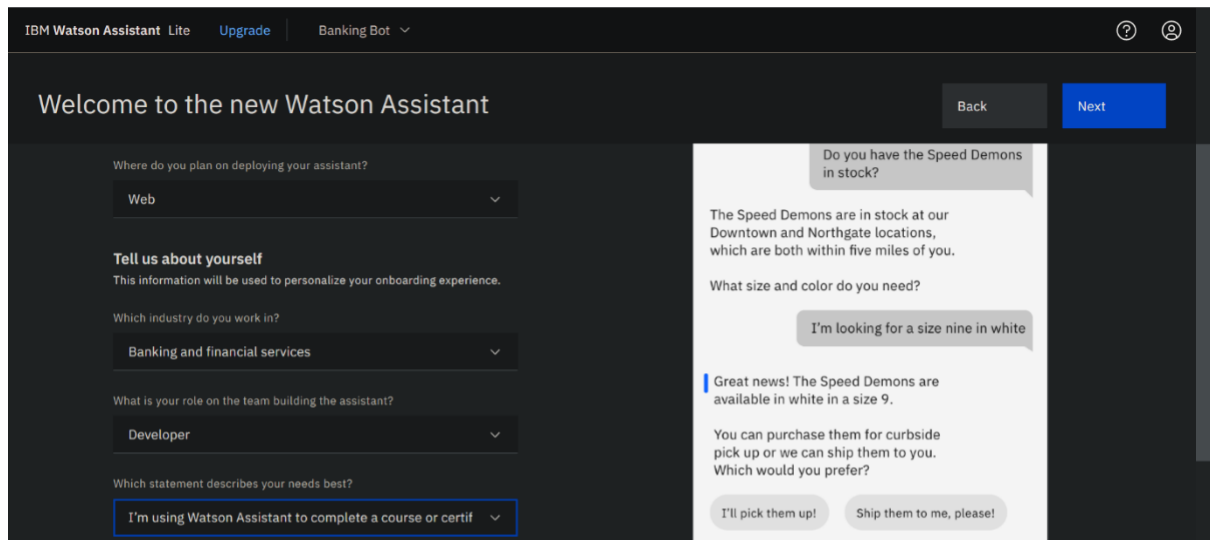 IBM Watson Assistant Lite Upgrade Banking Bot
Welcome to the new Watson Assistant
Back
Next
Where do you plan on deploying your assistant?
Web
Tell us about yourself
This information will be used to personalize your onboarding experience.
Which industry do you work in?
Banking and financial services
What is your role on the team building the assistant?
Developer
Which statement describes your needs best?
I'm using Watson Assistant to complete a course or certif
Do you have the Speed Demons
in stock?
The Speed Demons are in stock at our
Downtown and Northgate locations,
which are both within five miles of you.
What size and color do you need?
I'm looking for a size nine in white
Great news! The Speed Demons are
available in white in a size 9.
You can purchase them for curbside
pick up or we can ship them to you.
Which would you prefer?
I'll pick them up!
Ship them to me, please!